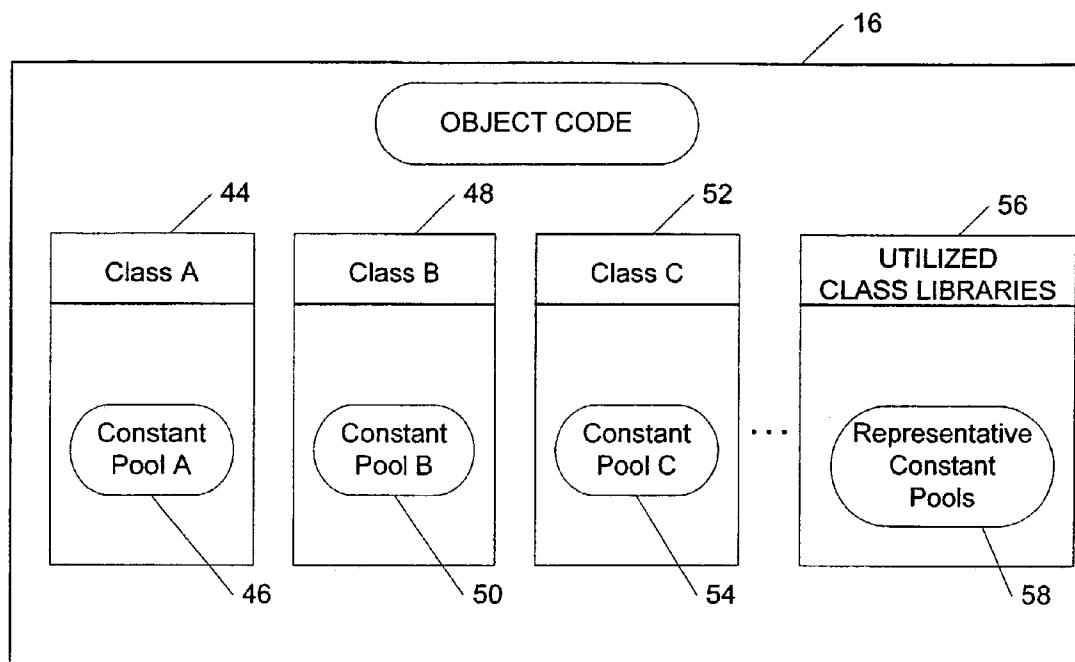 16
OBJECT CODE
44
48
52
56
Class A
Class B
Class C
UTILIZED
CLASS LIBRARIES
Constant
Pool A
Constant
Pool B
Constant
Pool C
...
Representative
Constant
Pools
46
50
54
58